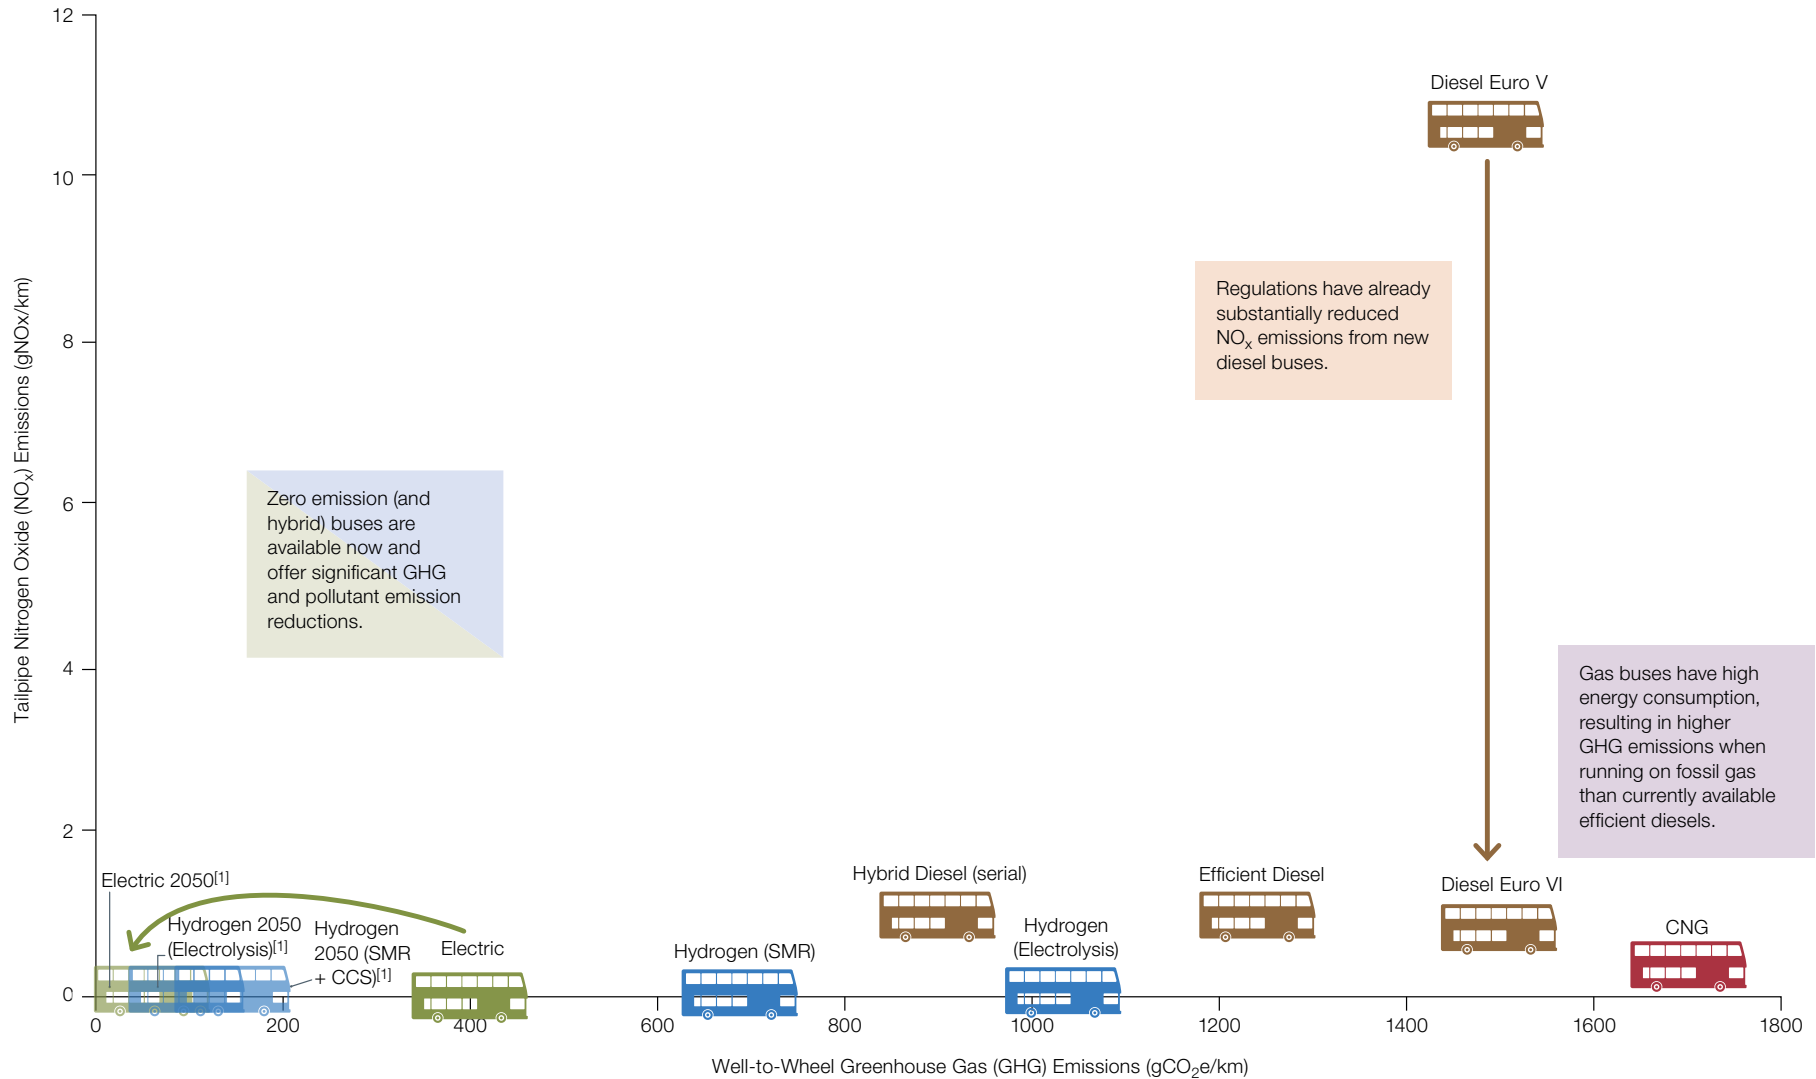 12
10
8
6
4
2
0
Tailpipe Nitrogen Oxide (NOx) Emissions (gNOx/km)
Diesel Euro V
Regulations have already
substantially reduced
NOx emissions from new
diesel buses.
Zero emission (and
hybrid) buses are
available now and
offer significant GHG
and pollutant emission
reductions.
Gas buses have high
energy consumption,
resulting in higher
GHG emissions when
running on fossil gas
than currently available
efficient diesels.
Electric 2050[1]
Hydrogen 2050
(Electrolysis)[1]
Hydrogen
2050 (SMR
+ CCS)[1]
Electric
Hydrogen (SMR)
Hybrid Diesel (serial)
Hydrogen
(Electrolysis)
Efficient Diesel
Diesel Euro VI
CNG
0
200
400
600
800
1000
1200
1400
1600
1800
Well-to-Wheel Greenhouse Gas (GHG) Emissions (gCO2e/km)